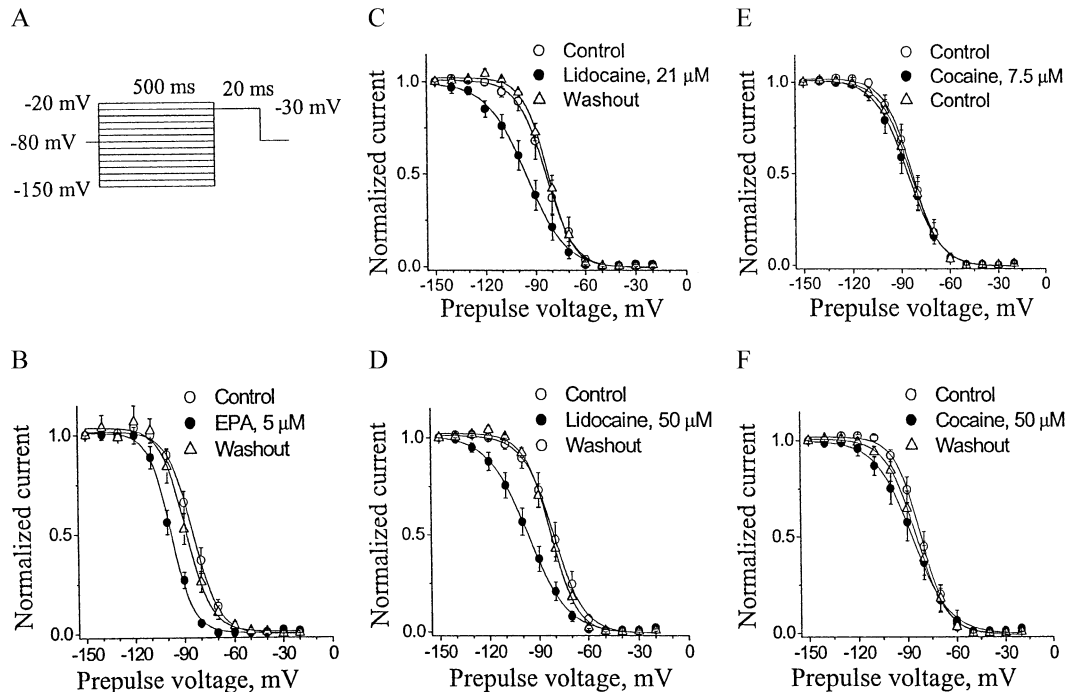 A
500 ms
20 ms
-20 mV
-30 mV
-80 mV
-150 mV
B
Control
EPA, 5 µM
Washout
Normalized current
1.0
0.5
0.0
-150 -120 -90 -60 -30 0
Prepulse voltage, mV
C
Control
Lidocaine, 21 µM
Washout
Normalized current
1.0
0.5
0.0
-150 -120 -90 -60 -30 0
Prepulse voltage, mV
D
Control
Lidocaine, 50 µM
Washout
Normalized current
1.0
0.5
0.0
-150 -120 -90 -60 -30 0
Prepulse voltage, mV
E
Control
Cocaine, 7.5 µM
Control
Normalized current
1.0
0.5
0.0
-150 -120 -90 -60 -30 0
Prepulse voltage, mV
F
Control
Cocaine, 50 µM
Washout
Normalized current
1.0
0.5
0.0
-150 -120 -90 -60 -30 0
Prepulse voltage, mV